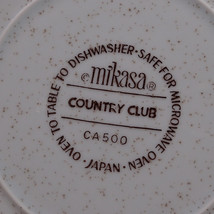 OVEN TO TABLE TO DISHWASHER · SAFE FOR MICROWAVE OVEN · JAPAN ·
® mikasa ®
COUNTRY CLUB
CA500